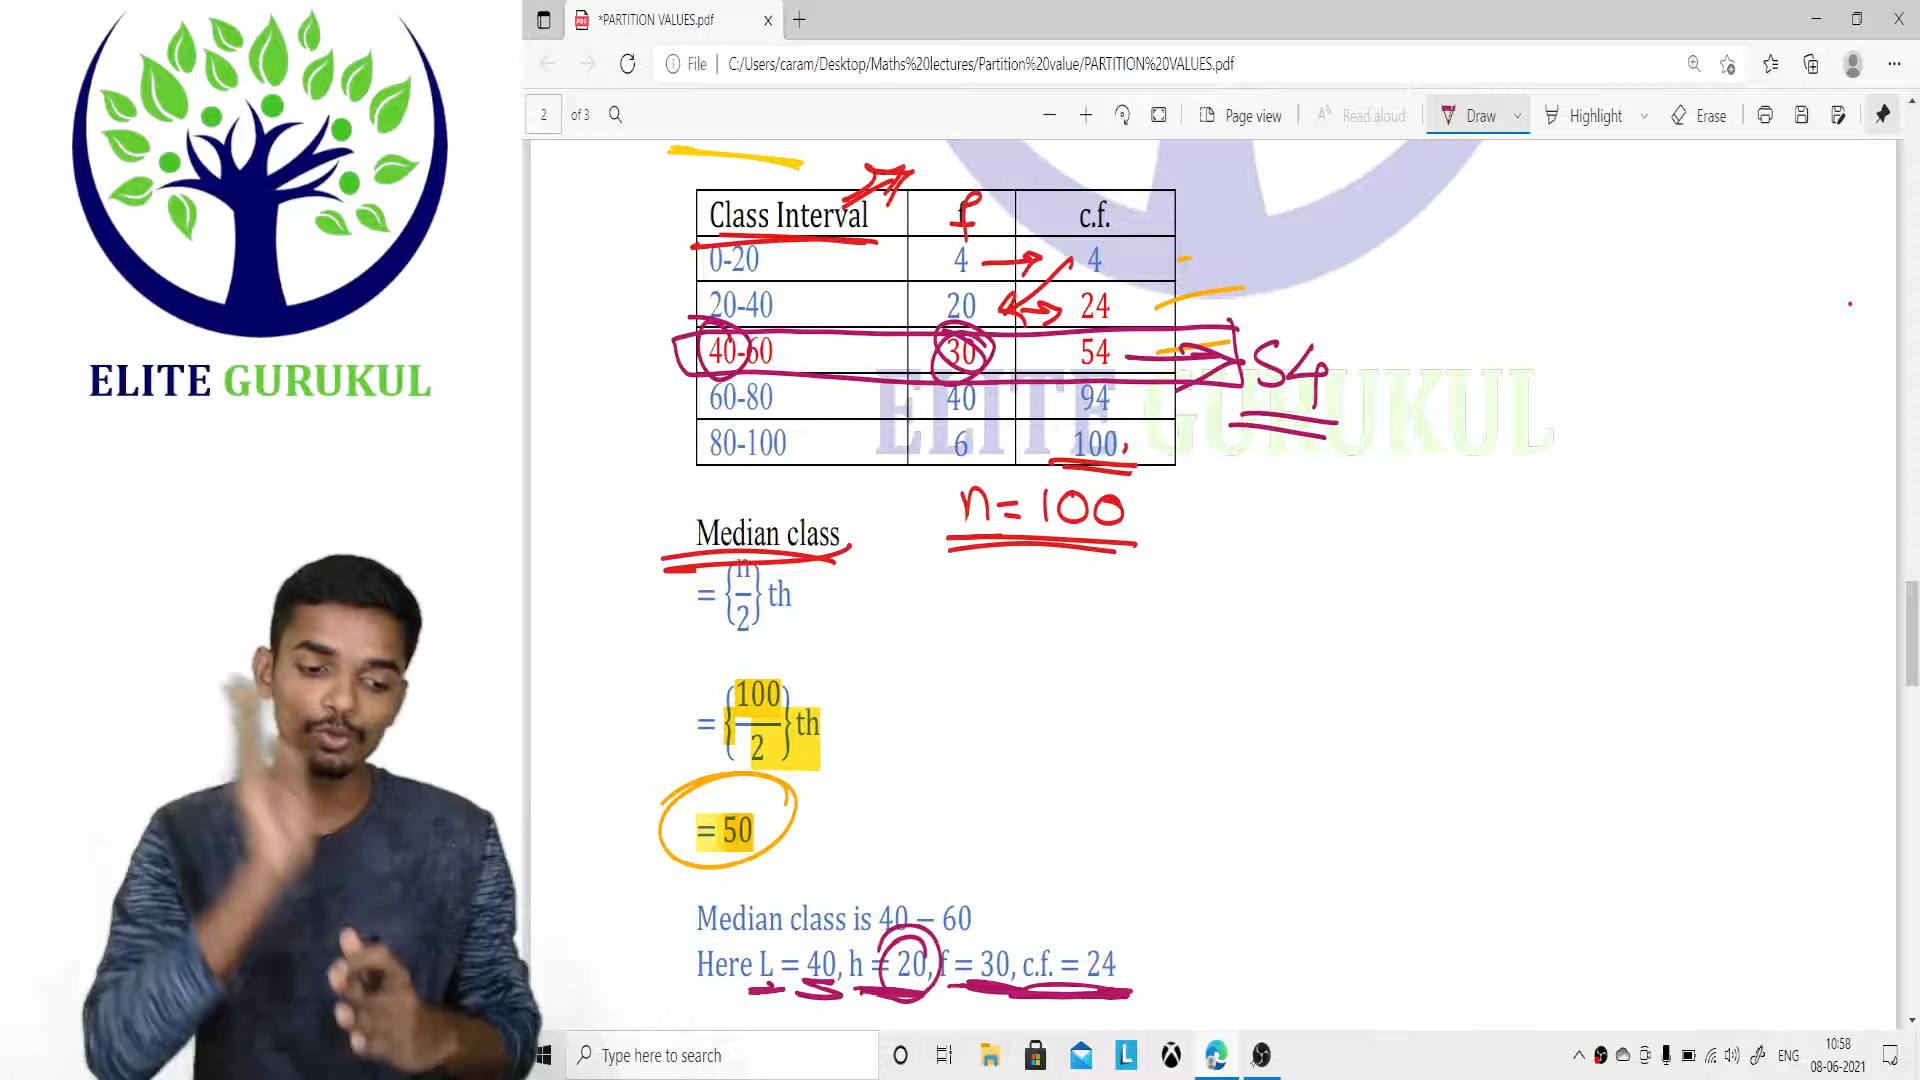 *PARTITION VALUES.pdf
File C:/Users/caram/Desktop/Maths%20lectures/Partition%20value/PARTITION%20VALUES.pdf
2 of 3 Page view Read aloud Draw Highlight Erase
ELITE GURUKUL
Class Interval f c.f.
0-20 4 4
20-40 20 24
40-60 30 54 54
60-80 40 94
80-100 6 100
ELITE GURUKUL
n = 100
Median class
= {n/2} th
= {100/2} th
= 50
Median class is 40 – 60
Here L = 40, h = 20, f = 30, c.f. = 24
Type here to search
ENG
10:58
08-06-2021